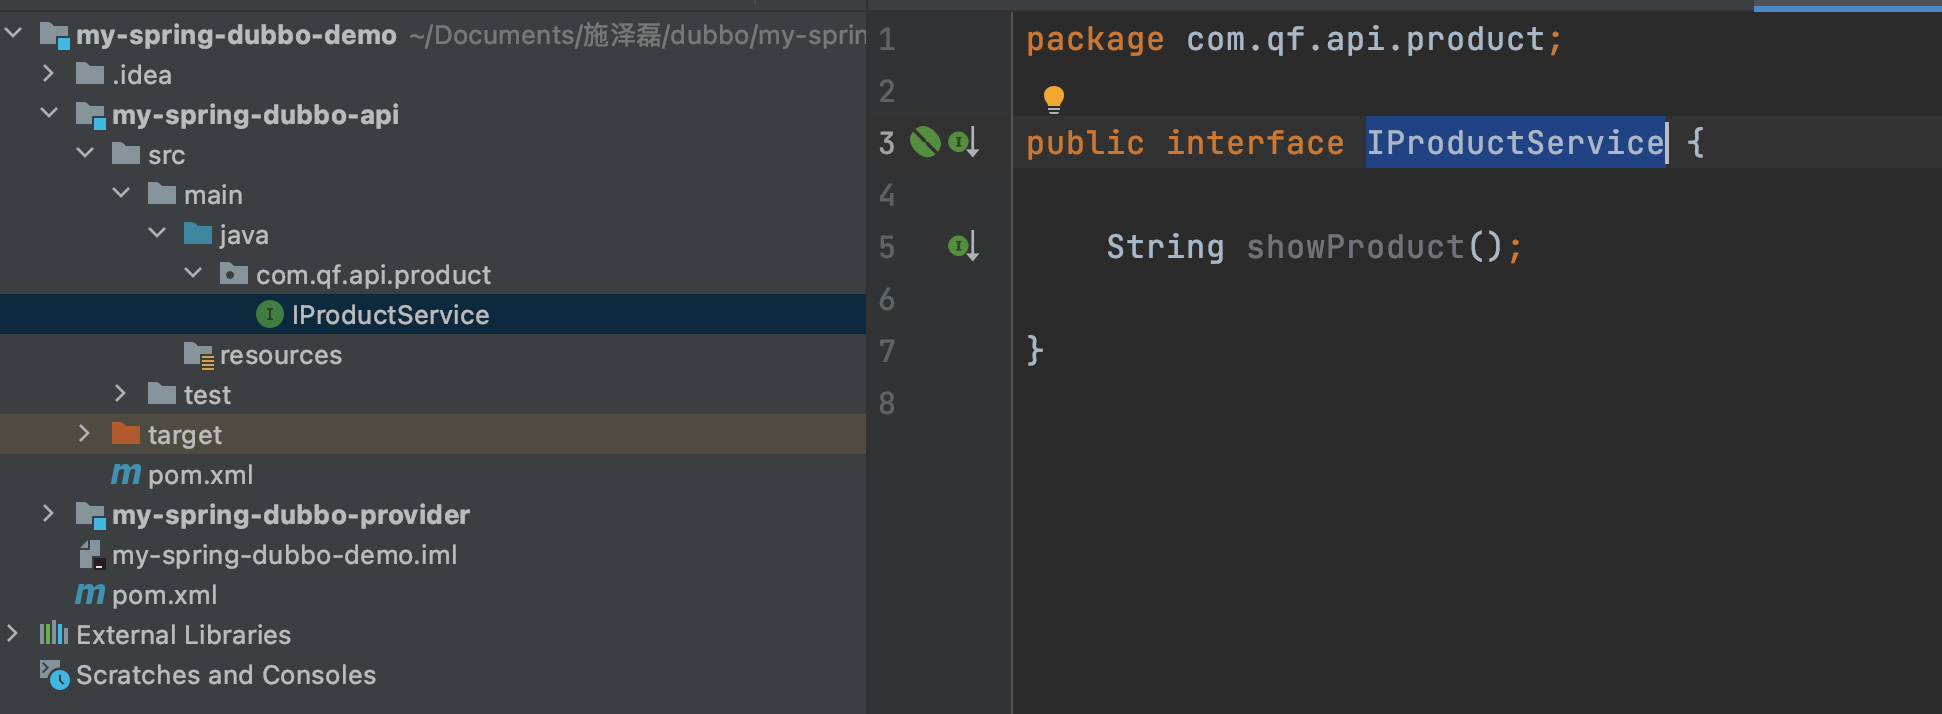 my-spring-dubbo-demo ~/Documents/施泽磊/dubbo/my-sprin
.idea
my-spring-dubbo-api
src
main
java
com.qf.api.product
IProductService
resources
test
target
pom.xml
my-spring-dubbo-provider
my-spring-dubbo-demo.iml
pom.xml
External Libraries
Scratches and Consoles
1 package com.qf.api.product;
2
3 public interface IProductService {
4
5 String showProduct();
6
7 }
8